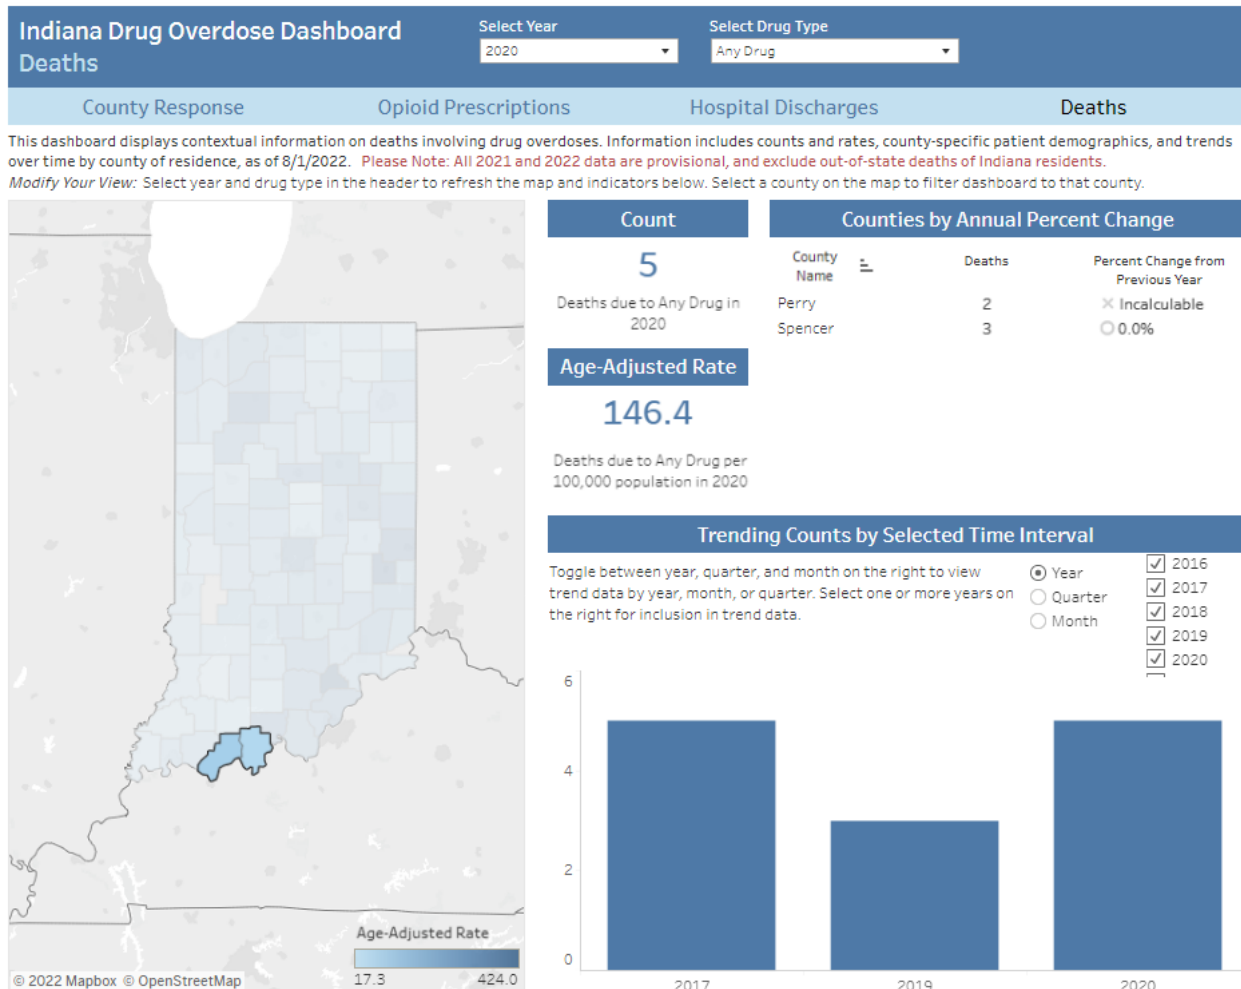 Indiana Drug Overdose Dashboard
Deaths
Select Year
2020
Select Drug Type
Any Drug
County Response
Opioid Prescriptions
Hospital Discharges
Deaths
This dashboard displays contextual information on deaths involving drug overdoses. Information includes counts and rates, county-specific patient demographics, and trends
over time by county of residence, as of 8/1/2022. Please Note: All 2021 and 2022 data are provisional, and exclude out-of-state deaths of Indiana residents.
Modify Your View: Select year and drug type in the header to refresh the map and indicators below. Select a county on the map to filter dashboard to that county.
Age-Adjusted Rate
17.3
424.0
© 2022 Mapbox © OpenStreetMap
Count
5
Deaths due to Any Drug in
2020
Age-Adjusted Rate
146.4
Deaths due to Any Drug per
100,000 population in 2020
Counties by Annual Percent Change
County
Name
Deaths
Percent Change from
Previous Year
Perry 2 Incalculable
Spencer 3 0.0%
Trending Counts by Selected Time Interval
Toggle between year, quarter, and month on the right to view
trend data by year, month, or quarter. Select one or more years on
the right for inclusion in trend data.
Year
Quarter
Month
2016
2017
2018
2019
2020
6
4
2
0
2017 2019 2020